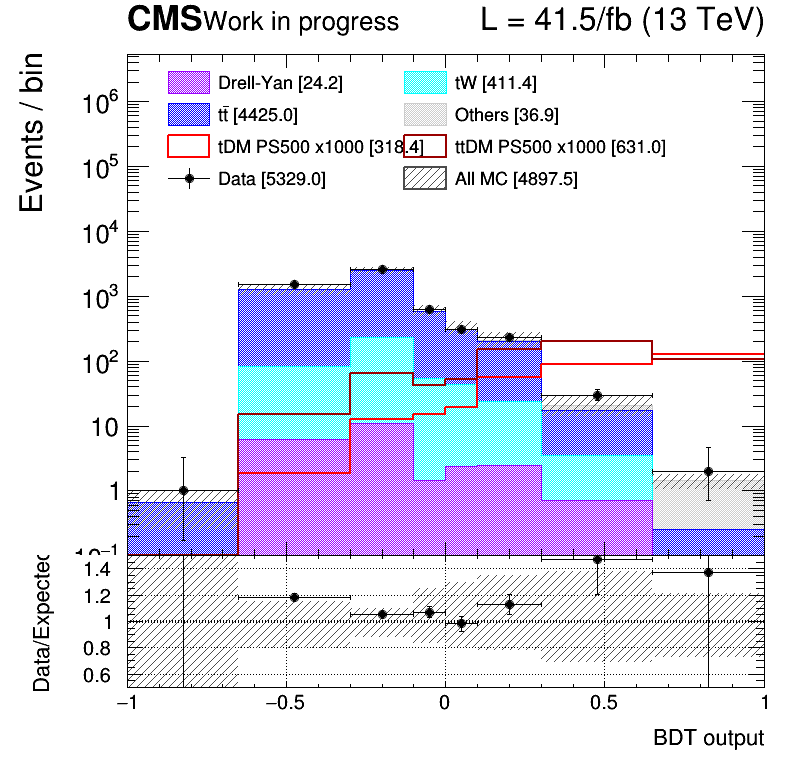 CMS Work in progress L = 41.5/fb (13 TeV)
Events / bin
Drell-Yan [24.2] tW [411.4]
tt̄ [4425.0] Others [36.9]
tDM PS500 x1000 [318.4] ttDM PS500 x1000 [631.0]
Data [5329.0] All MC [4897.5]
10⁶
10⁵
10⁴
10³
10²
10
1
10⁻¹
Data/Expected
1.4
1.2
1
0.8
0.6
−1 −0.5 0 0.5 1
BDT output